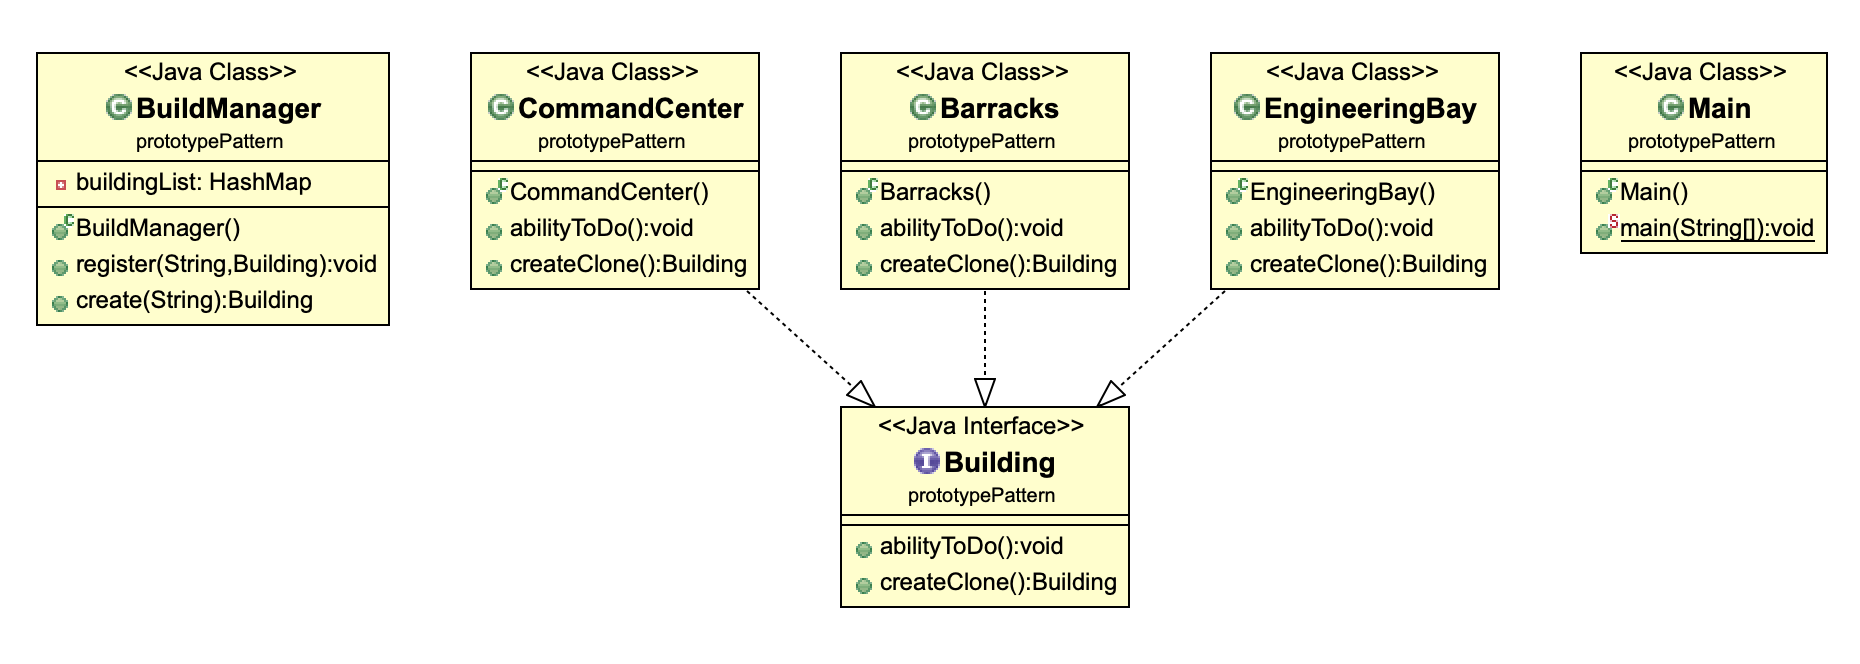 <<Java Class>>
BuildManager
prototypePattern
buildingList: HashMap
BuildManager()
register(String,Building):void
create(String):Building
<<Java Class>>
CommandCenter
prototypePattern
CommandCenter()
abilityToDo():void
createClone():Building
<<Java Class>>
Barracks
prototypePattern
Barracks()
abilityToDo():void
createClone():Building
<<Java Class>>
EngineeringBay
prototypePattern
EngineeringBay()
abilityToDo():void
createClone():Building
<<Java Class>>
Main
prototypePattern
Main()
main(String[]):void
<<Java Interface>>
Building
prototypePattern
abilityToDo():void
createClone():Building